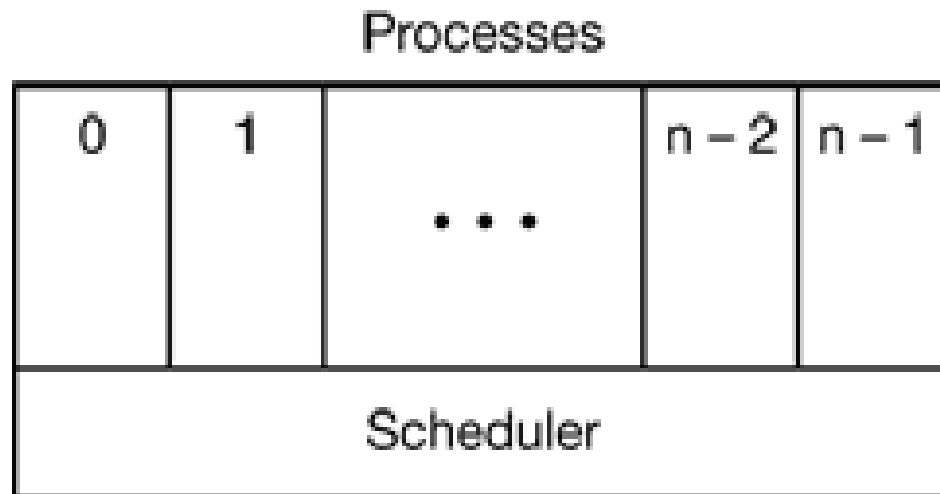 Processes
0 1 • • • n – 2 n – 1
Scheduler